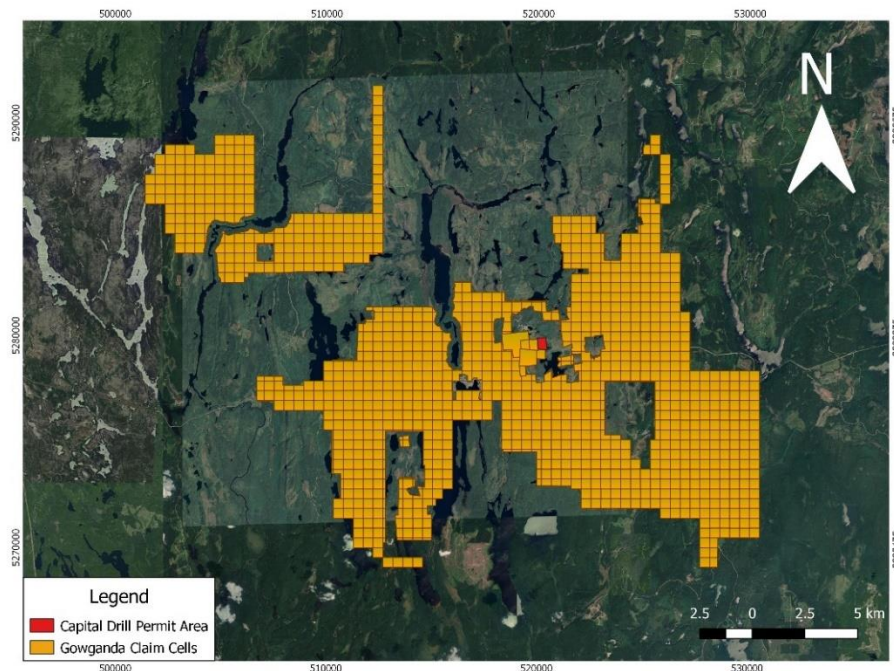 500000 510000 520000 530000
5290000
N
5280000
5270000
Legend
Capital Drill Permit Area
Gowganda Claim Cells
2.5 0 2.5 5 km
500000 510000 520000 530000